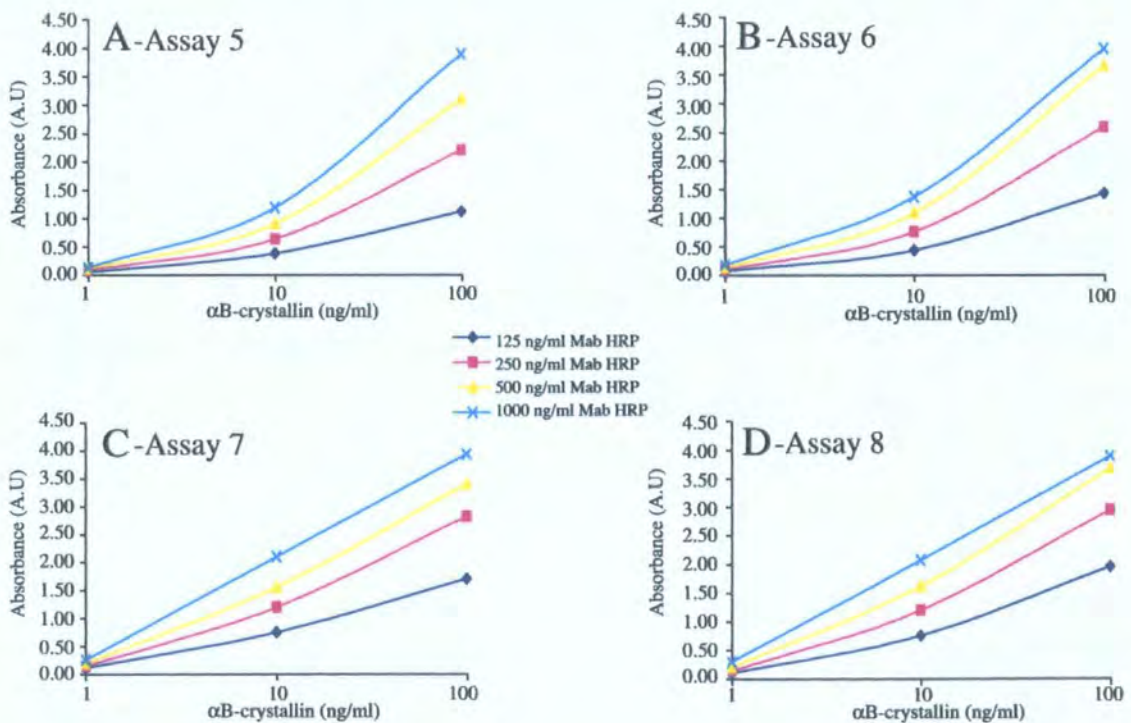 A-Assay 5
Absorbance (A.U)
4.50
4.00
3.50
3.00
2.50
2.00
1.50
1.00
0.50
0.00
1 10 100
αB-crystallin (ng/ml)
B-Assay 6
Absorbance (A.U)
4.50
4.00
3.50
3.00
2.50
2.00
1.50
1.00
0.50
0.00
1 10 100
αB-crystallin (ng/ml)
125 ng/ml Mab HRP
250 ng/ml Mab HRP
500 ng/ml Mab HRP
1000 ng/ml Mab HRP
C-Assay 7
Absorbance (A.U)
4.50
4.00
3.50
3.00
2.50
2.00
1.50
1.00
0.50
0.00
1 10 100
αB-crystallin (ng/ml)
D-Assay 8
Absorbance (A.U)
4.50
4.00
3.50
3.00
2.50
2.00
1.50
1.00
0.50
0.00
1 10 100
αB-crystallin (ng/ml)